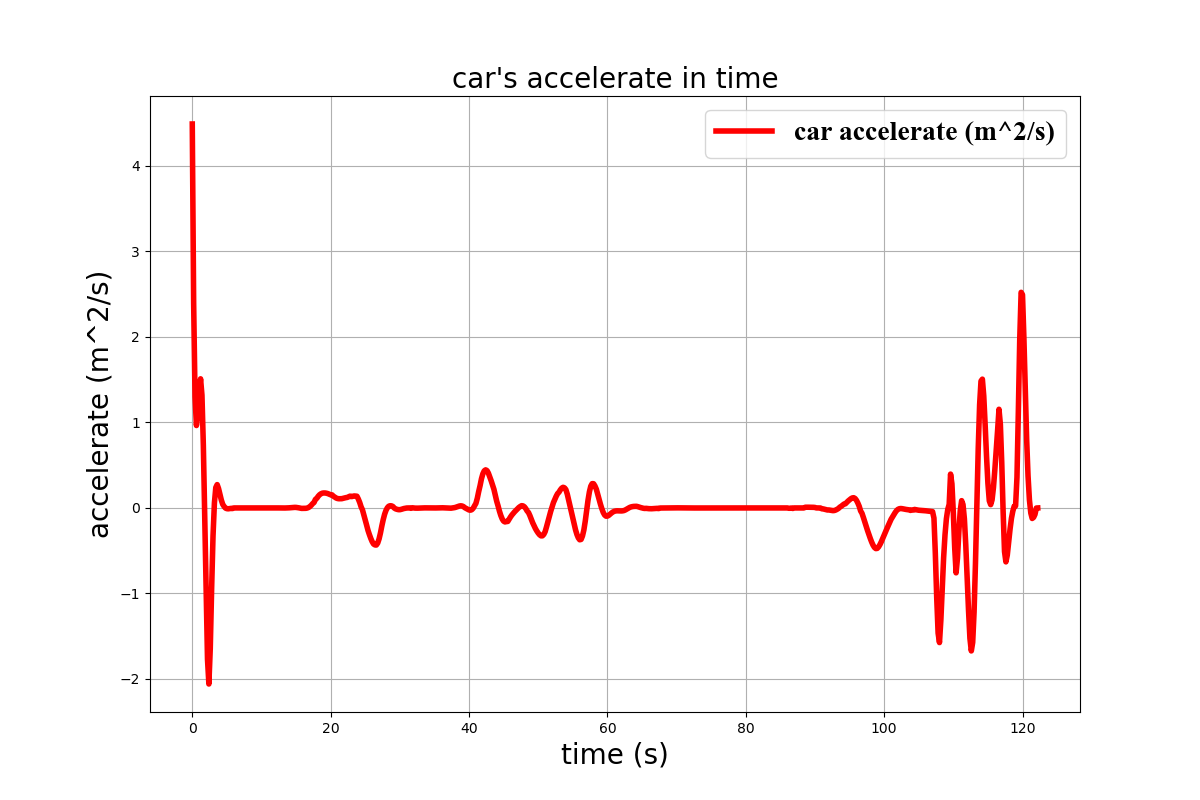 car's accelerate in time
car accelerate (m^2/s)
accelerate (m^2/s)
4
3
2
1
0
−1
−2
0 20 40 60 80 100 120
time (s)